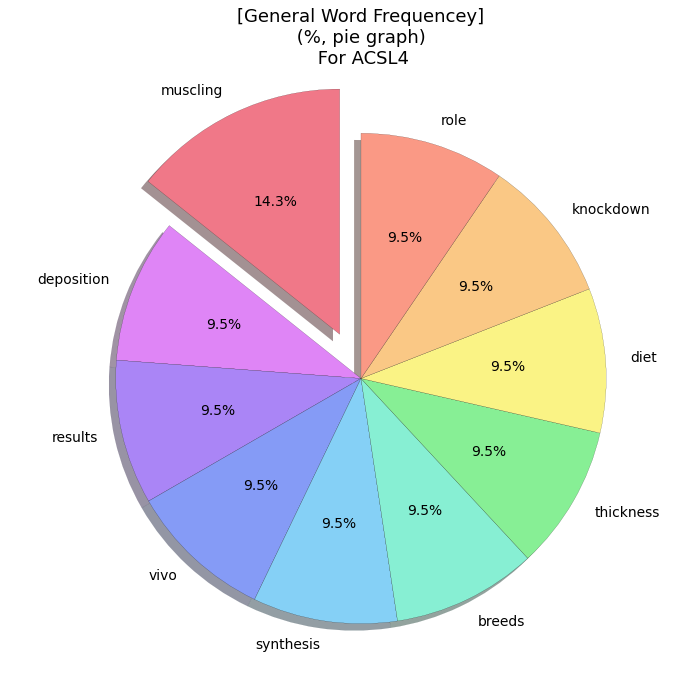 [General Word Frequencey]
(%, pie graph)
For ACSL4
muscling
role
14.3%
knockdown
9.5%
deposition
9.5%
9.5%
diet
9.5%
results
9.5%
9.5%
thickness
9.5%
9.5%
9.5%
vivo
breeds
synthesis